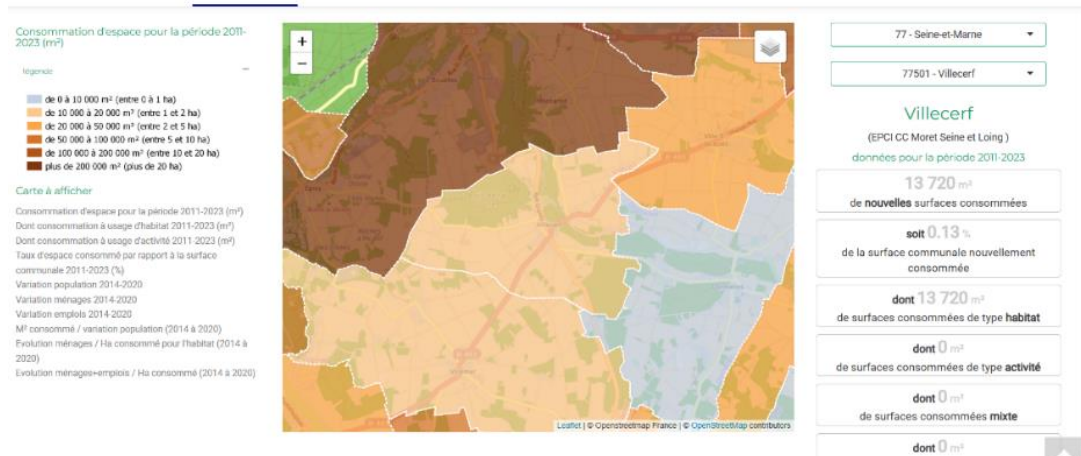 Consommation d'espace pour la période 2011-
2023 (m²)
légende
de 0 à 10 000 m² (entre 0 à 1 ha)
de 10 000 à 20 000 m² (entre 1 et 2 ha)
de 20 000 à 50 000 m² (entre 2 et 5 ha)
de 50 000 à 100 000 m² (entre 5 et 10 ha)
de 100 000 à 200 000 m² (entre 10 et 20 ha)
plus de 200 000 m² (plus de 20 ha)
Carte à afficher
Consommation d'espace pour la période 2011-2023 (m²)
Dont consommation à usage d'habitat 2011-2023 (m²)
Dont consommation à usage d'activité 2011-2023 (m²)
Taux d'espace consommé par rapport à la surface
communale 2011-2023 (%)
Variation population 2014-2020
Variation ménages 2014-2020
Variation emplois 2014-2020
M² consommé / variation population (2014 à 2020)
Evolution ménages / Ha consommé pour l'habitat (2014 à
2020)
Evolution ménages+emplois / Ha consommé (2014 à 2020)
+
−
Leaflet | © Openstreetmap France | © OpenStreetMap contributors
77 - Seine-et-Marne
77501 - Villecerf
Villecerf
(EPCI CC Moret Seine et Loing )
données pour la période 2011-2023
13 720 m²
de nouvelles surfaces consommées
soit 0.13 %
de la surface communale nouvellement
consommée
dont 13 720 m²
de surfaces consommées de type habitat
dont 0 m²
de surfaces consommées de type activité
dont 0 m²
de surfaces consommées mixte
dont 0 m²